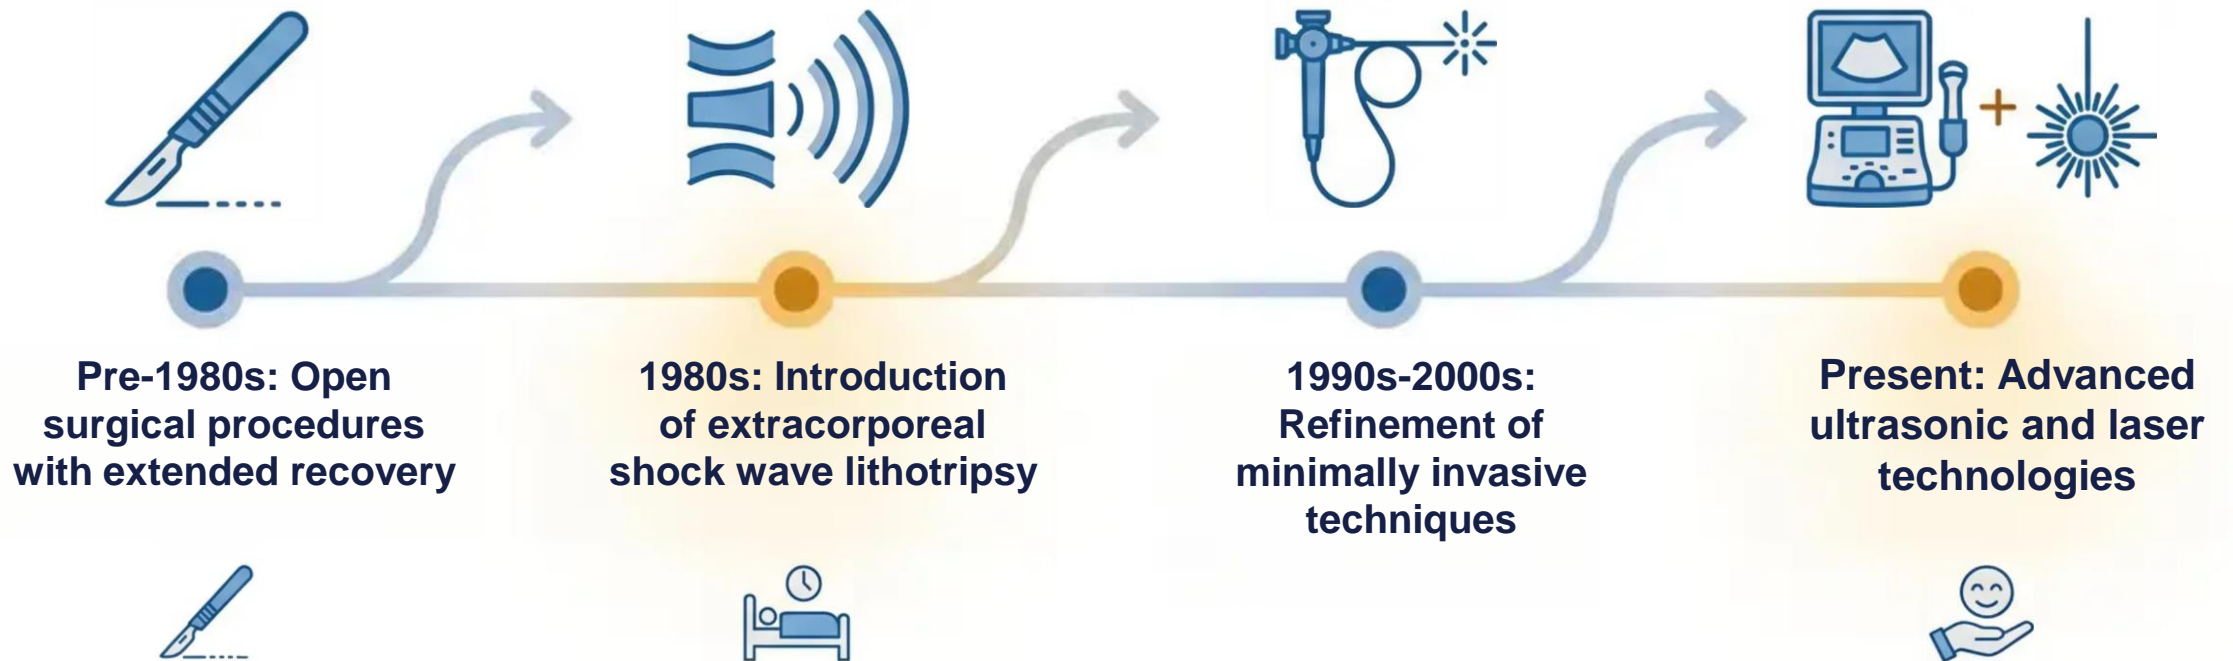 Pre-1980s: Open
surgical procedures
with extended recovery
1980s: Introduction
of extracorporeal
shock wave lithotripsy
1990s-2000s:
Refinement of
minimally invasive
techniques
Present: Advanced
ultrasonic and laser
technologies